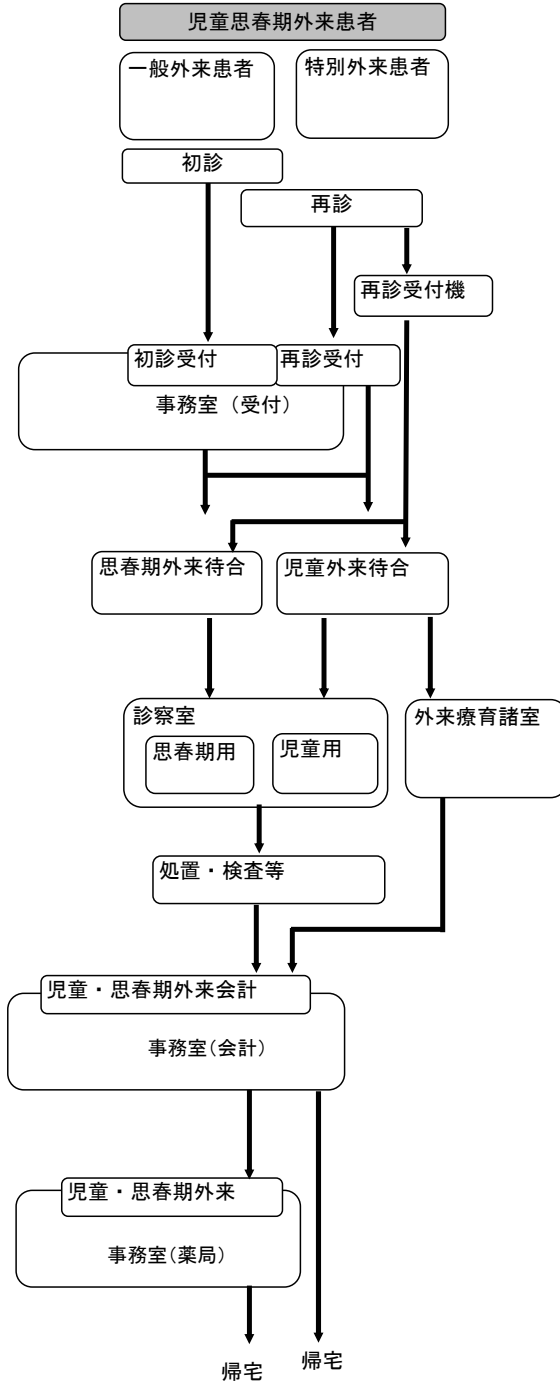 児童思春期外来患者
一般外来患者
特別外来患者
初診
再診
再診受付機
初診受付
再診受付
事務室（受付）
思春期外来待合
児童外来待合
診察室
思春期用
児童用
外来療育諸室
処置・検査等
児童・思春期外来会計
事務室（会計）
児童・思春期外来
事務室（薬局）
帰宅
帰宅